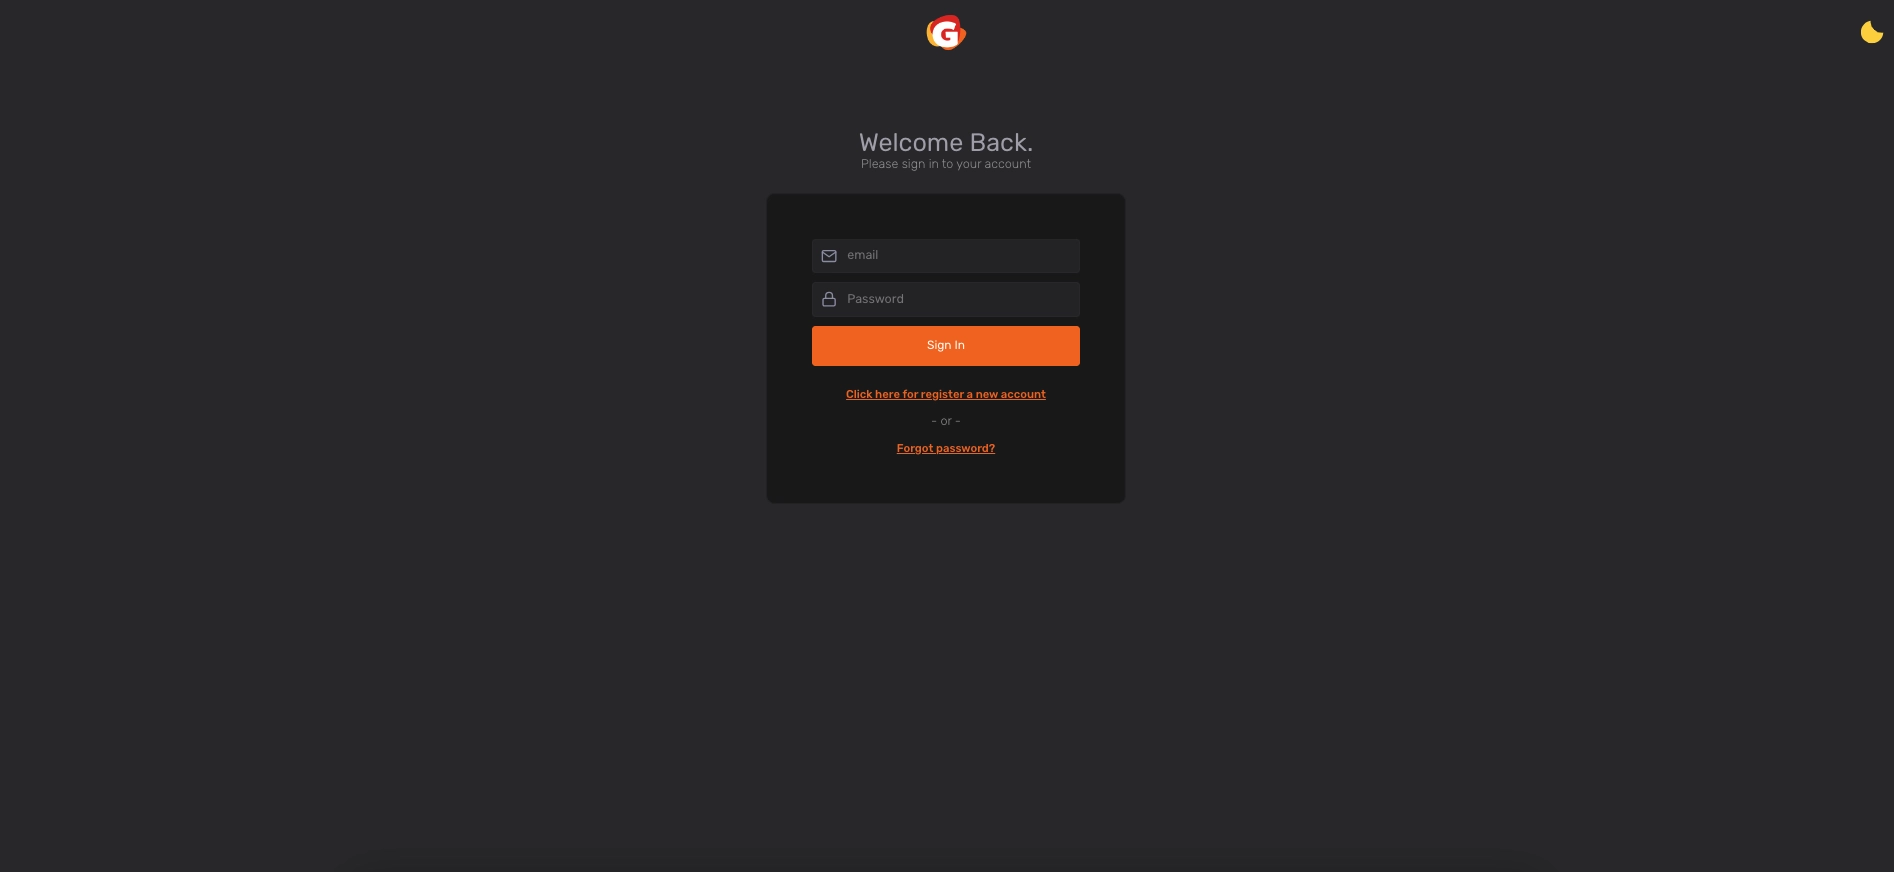 G
Welcome Back.
Please sign in to your account
email
Password
Sign In
Click here for register a new account
- or -
Forgot password?